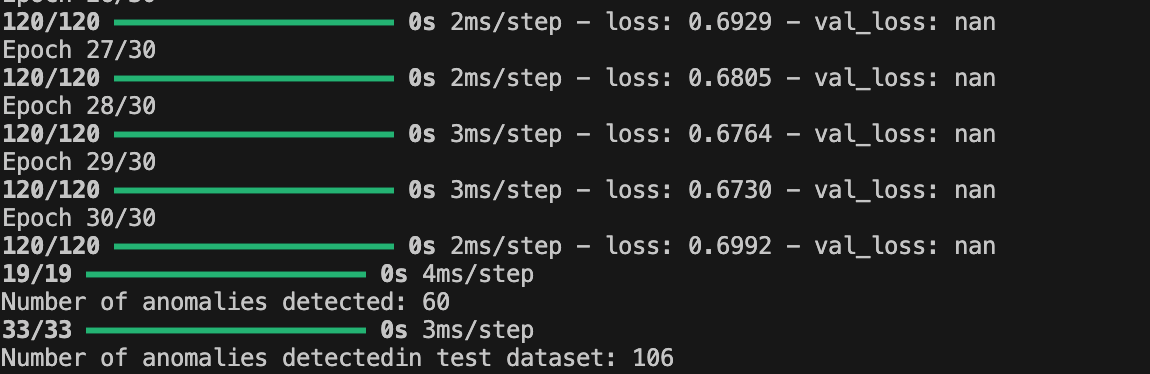 Epoch 26/30
120/120 0s 2ms/step – loss: 0.6929 – val_loss: nan
Epoch 27/30
120/120 0s 2ms/step – loss: 0.6805 – val_loss: nan
Epoch 28/30
120/120 0s 3ms/step – loss: 0.6764 – val_loss: nan
Epoch 29/30
120/120 0s 3ms/step – loss: 0.6730 – val_loss: nan
Epoch 30/30
120/120 0s 2ms/step – loss: 0.6992 – val_loss: nan
19/19 0s 4ms/step
Number of anomalies detected: 60
33/33 0s 3ms/step
Number of anomalies detectedin test dataset: 106